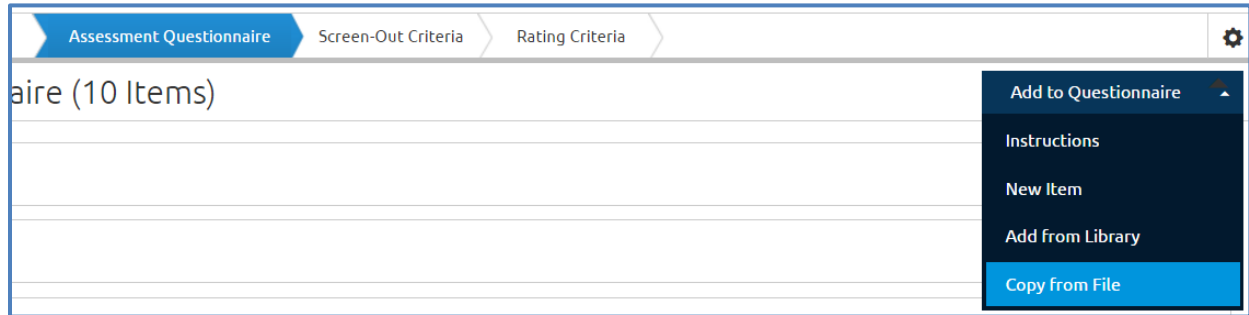 Assessment Questionnaire Screen-Out Criteria Rating Criteria
aire (10 Items)
Add to Questionnaire
Instructions
New Item
Add from Library
Copy from File